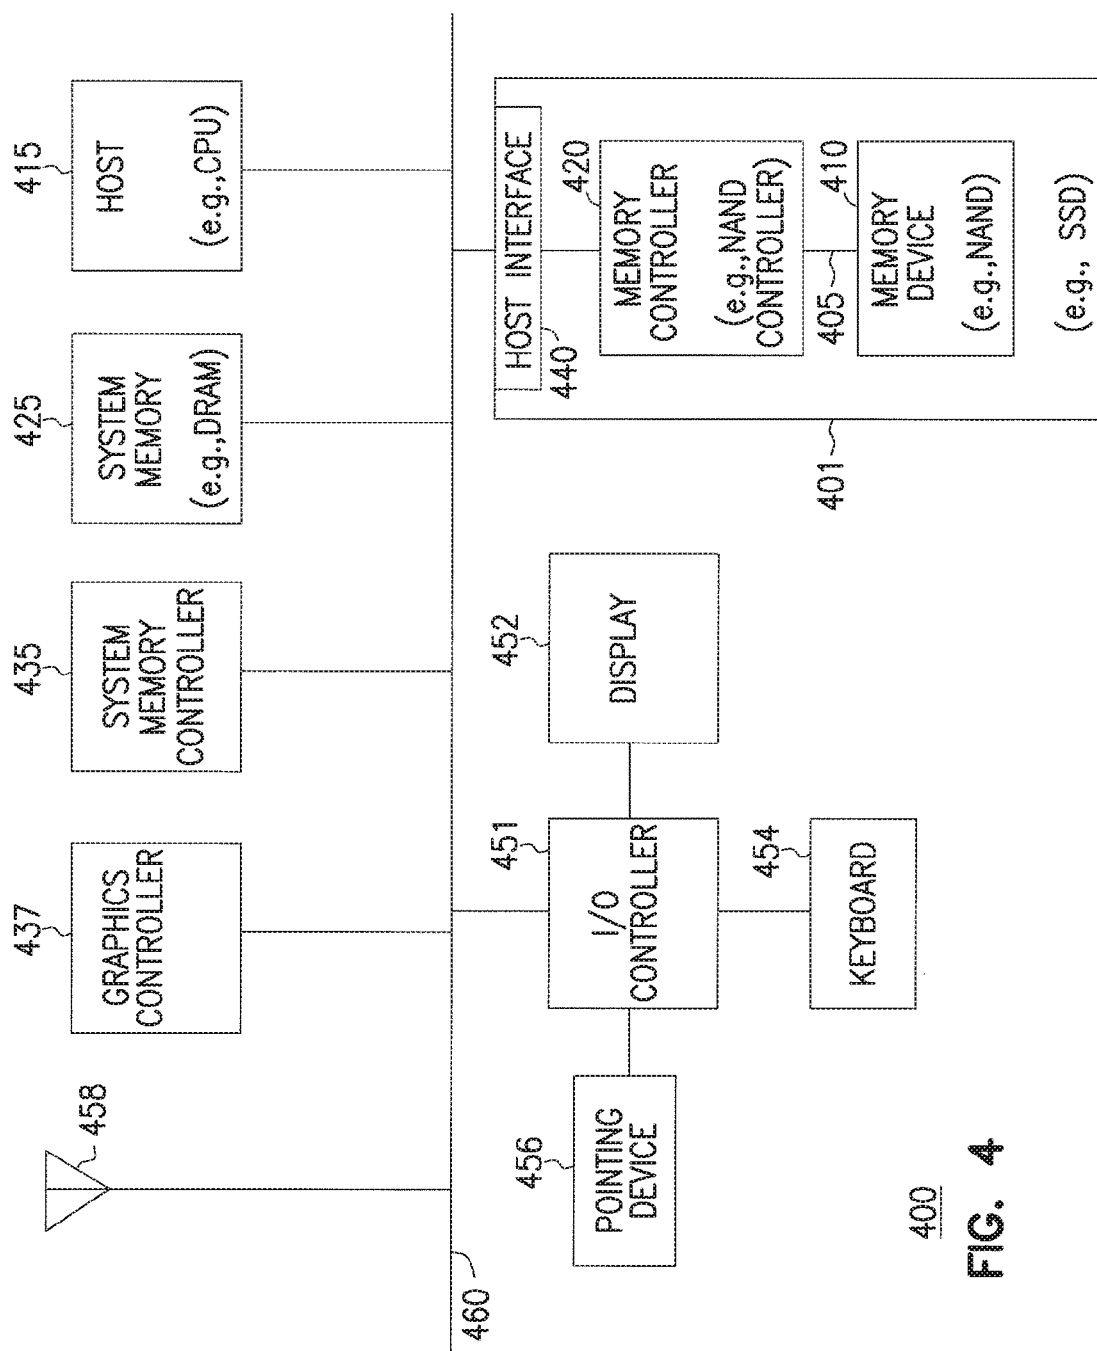 458
437
GRAPHICS
CONTROLLER
435
SYSTEM
MEMORY
CONTROLLER
425
SYSTEM
MEMORY
(e.g.,DRAM)
415
HOST
(e.g.,CPU)
460
456
POINTING
DEVICE
451
I/O
CONTROLLER
452
DISPLAY
454
KEYBOARD
401
HOST INTERFACE
440
420
MEMORY
CONTROLLER
(e.g.,NAND
CONTROLLER)
405
410
MEMORY
DEVICE
(e.g.,NAND)
(e.g., SSD)
400
FIG. 4